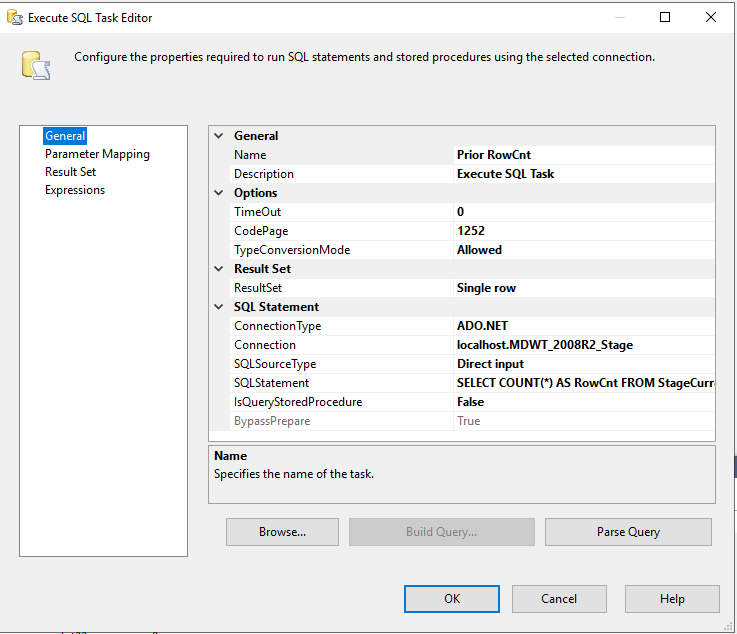 Execute SQL Task Editor
Configure the properties required to run SQL statements and stored procedures using the selected connection.
General
Parameter Mapping
Result Set
Expressions
General
Name Prior RowCnt
Description Execute SQL Task
Options
TimeOut 0
CodePage 1252
TypeConversionMode Allowed
Result Set
ResultSet Single row
SQL Statement
ConnectionType ADO.NET
Connection localhost.MDWT_2008R2_Stage
SQLSourceType Direct input
SQLStatement SELECT COUNT(*) AS RowCnt FROM StageCurr
IsQueryStoredProcedure False
BypassPrepare True
Name
Specifies the name of the task.
Browse... Build Query... Parse Query
OK Cancel Help